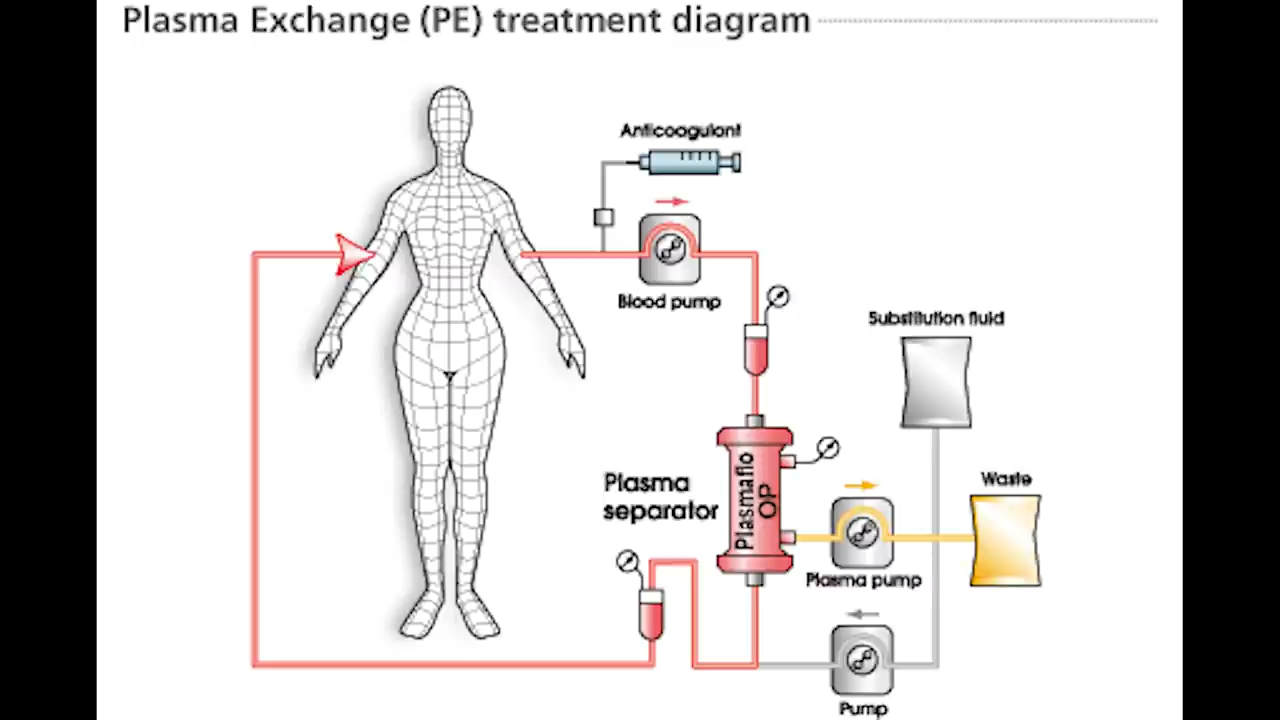 Plasma Exchange (PE) treatment diagram
Anticoagulant
Blood pump
Substitution fluid
Waste
Plasma
separator
Plasmaflo
OP
Plasma pump
Pump